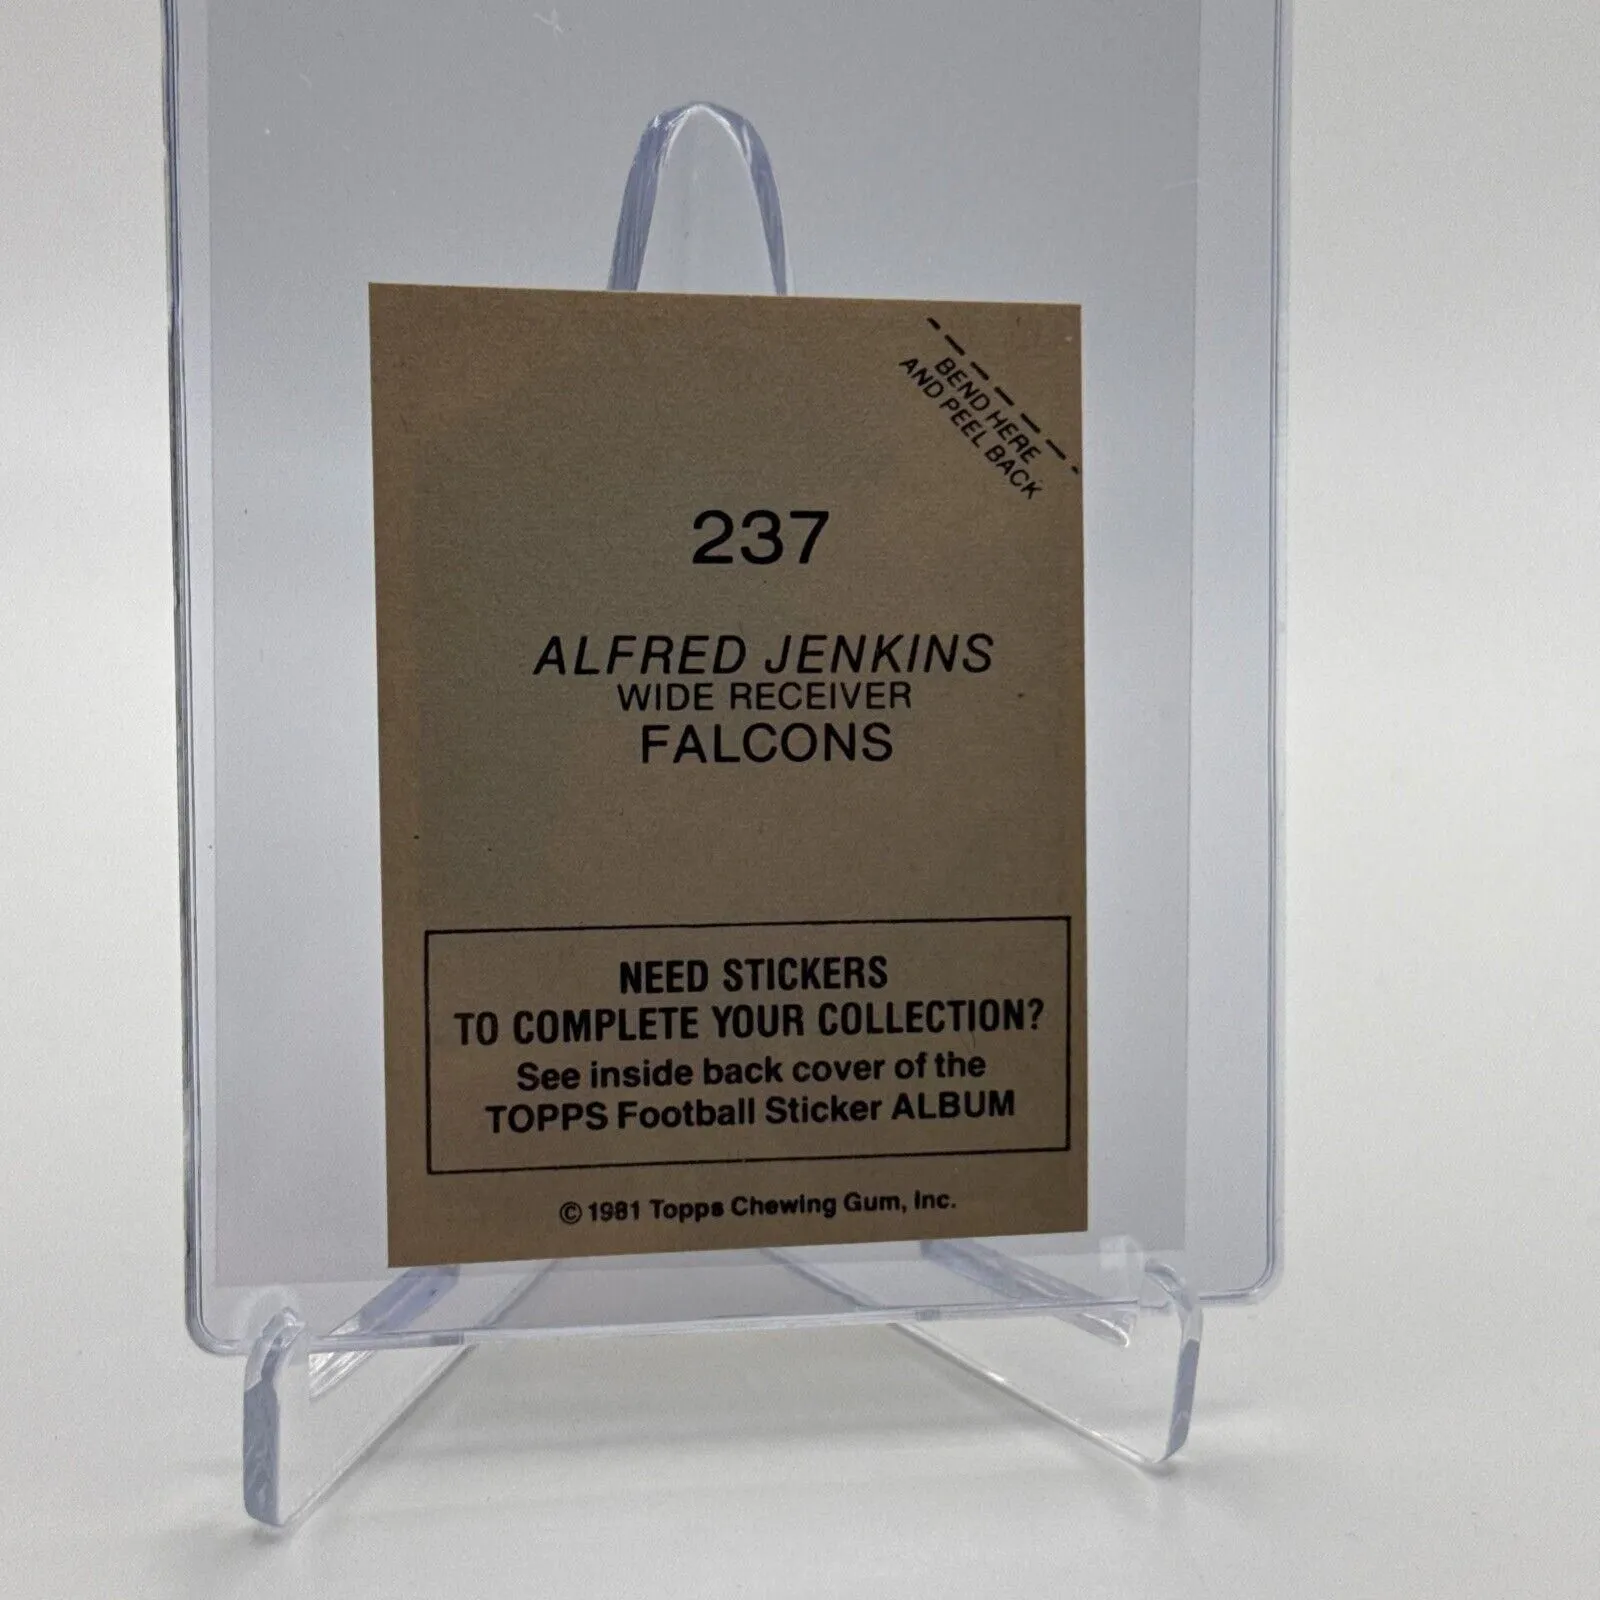 BEND HERE
AND PEEL BACK
237
ALFRED JENKINS
WIDE RECEIVER
FALCONS
NEED STICKERS
TO COMPLETE YOUR COLLECTION?
See inside back cover of the
TOPPS Football Sticker ALBUM
© 1981 Topps Chewing Gum, Inc.